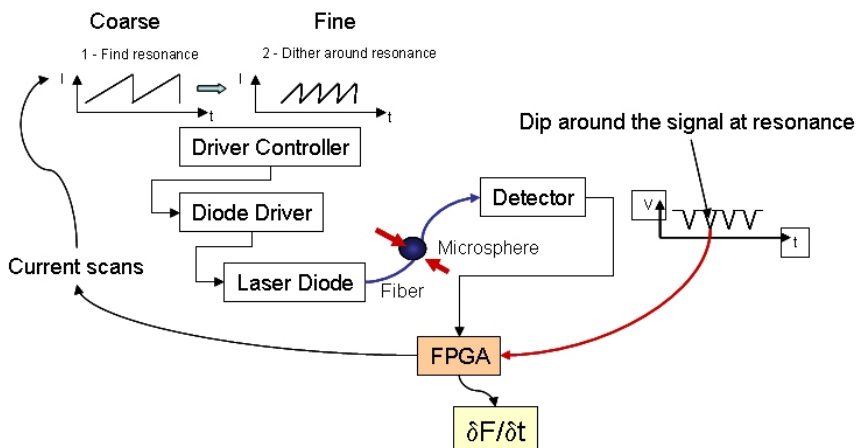 Coarse
Fine
1 - Find resonance
2 - Dither around resonance
I
t
I
t
Driver Controller
Dip around the signal at resonance
Diode Driver
Detector
V
t
Microsphere
Current scans
Laser Diode
Fiber
FPGA
δF/δt